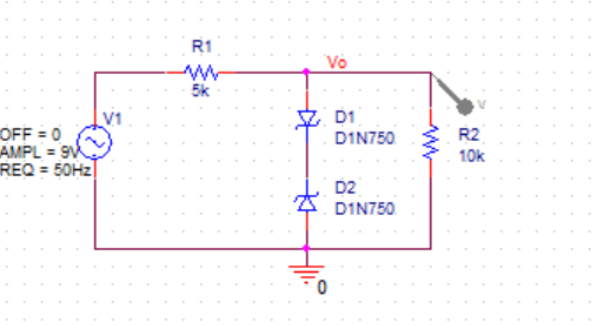 R1
5k
Vo
V1
OFF = 0
AMPL = 9V
REQ = 50Hz
D1
D1N750
D2
D1N750
R2
10k
V
0